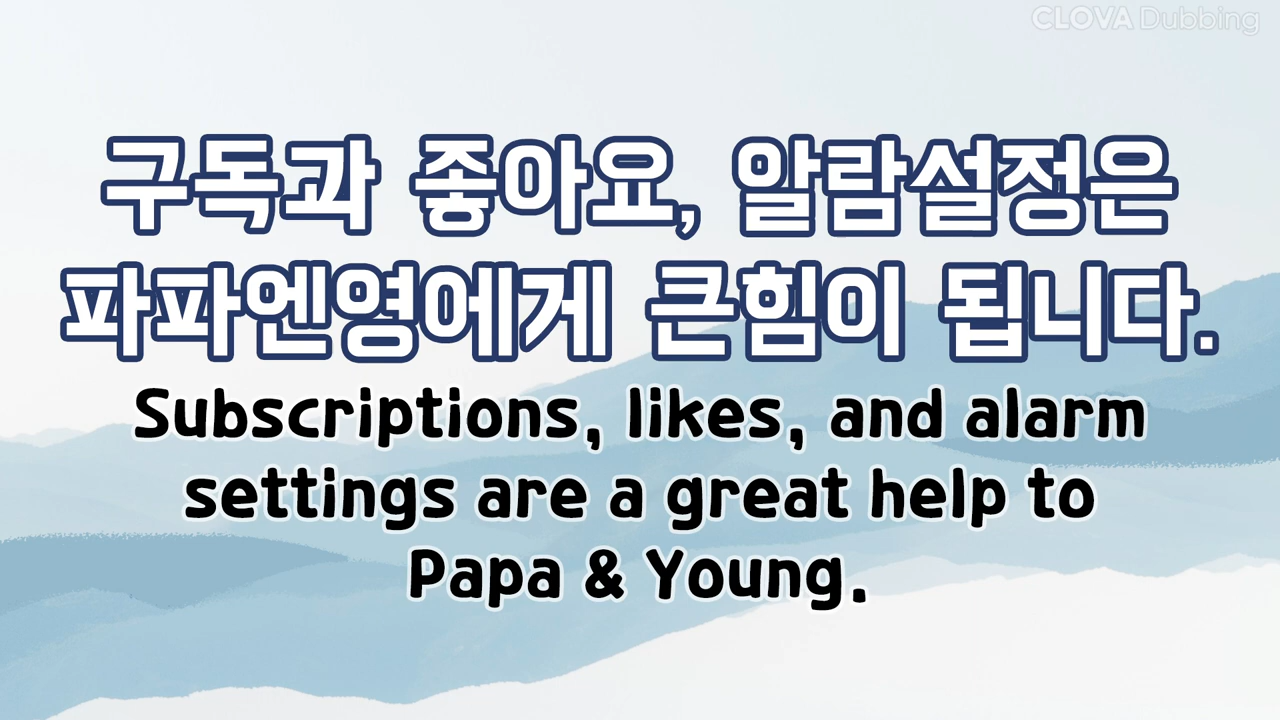 CLOVA Dubbing
구독과 좋아요, 알람설정은
파파엔영에게 큰힘이 됩니다.
Subscriptions, likes, and alarm
settings are a great help to
Papa & Young.